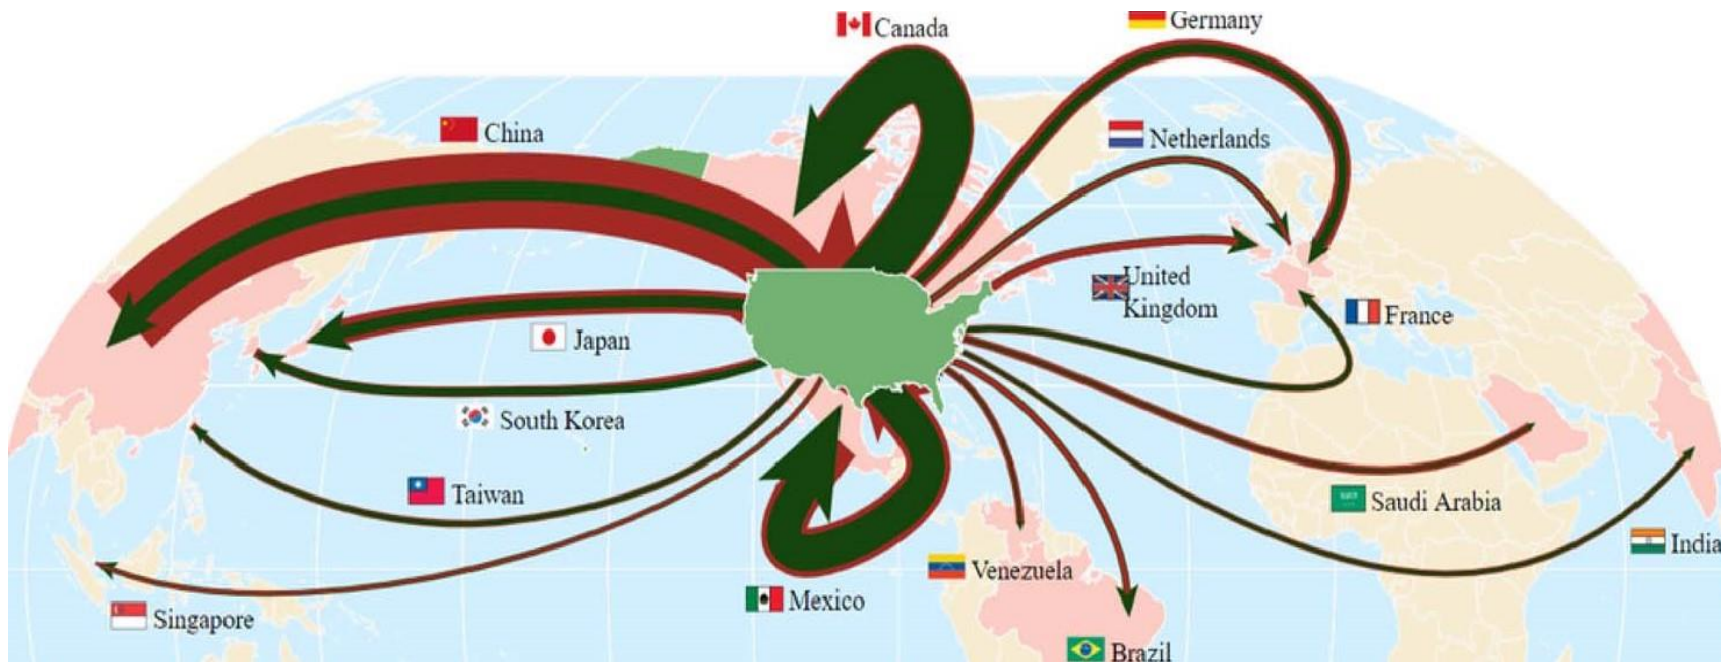 Canada
Germany
China
Netherlands
United
Kingdom
France
Japan
South Korea
Taiwan
Saudi Arabia
India
Venezuela
Mexico
Singapore
Brazil